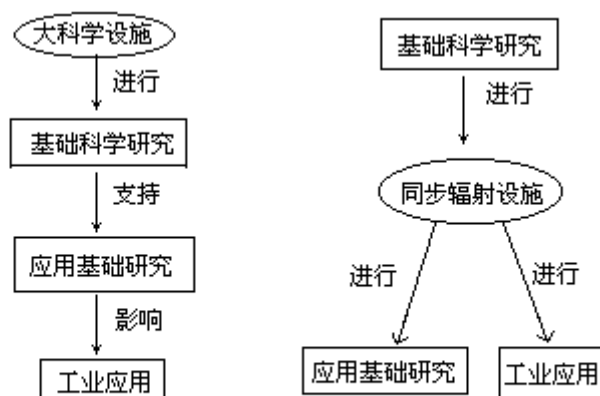 大科学设施
进行
基础科学研究
支持
应用基础研究
影响
工业应用
基础科学研究
进行
同步辐射设施
进行 进行
应用基础研究 工业应用